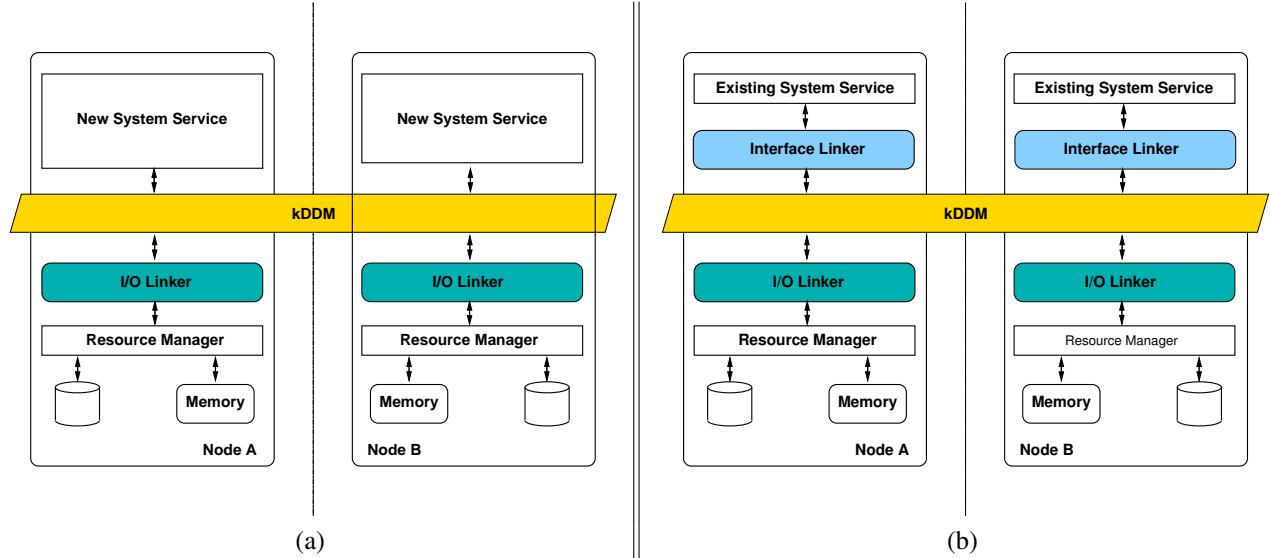 New System Service
New System Service
kDDM
I/O Linker
I/O Linker
Resource Manager
Resource Manager
Memory
Memory
Node A
Node B
(a)
Existing System Service
Existing System Service
Interface Linker
Interface Linker
kDDM
I/O Linker
I/O Linker
Resource Manager
Resource Manager
Memory
Memory
Node A
Node B
(b)